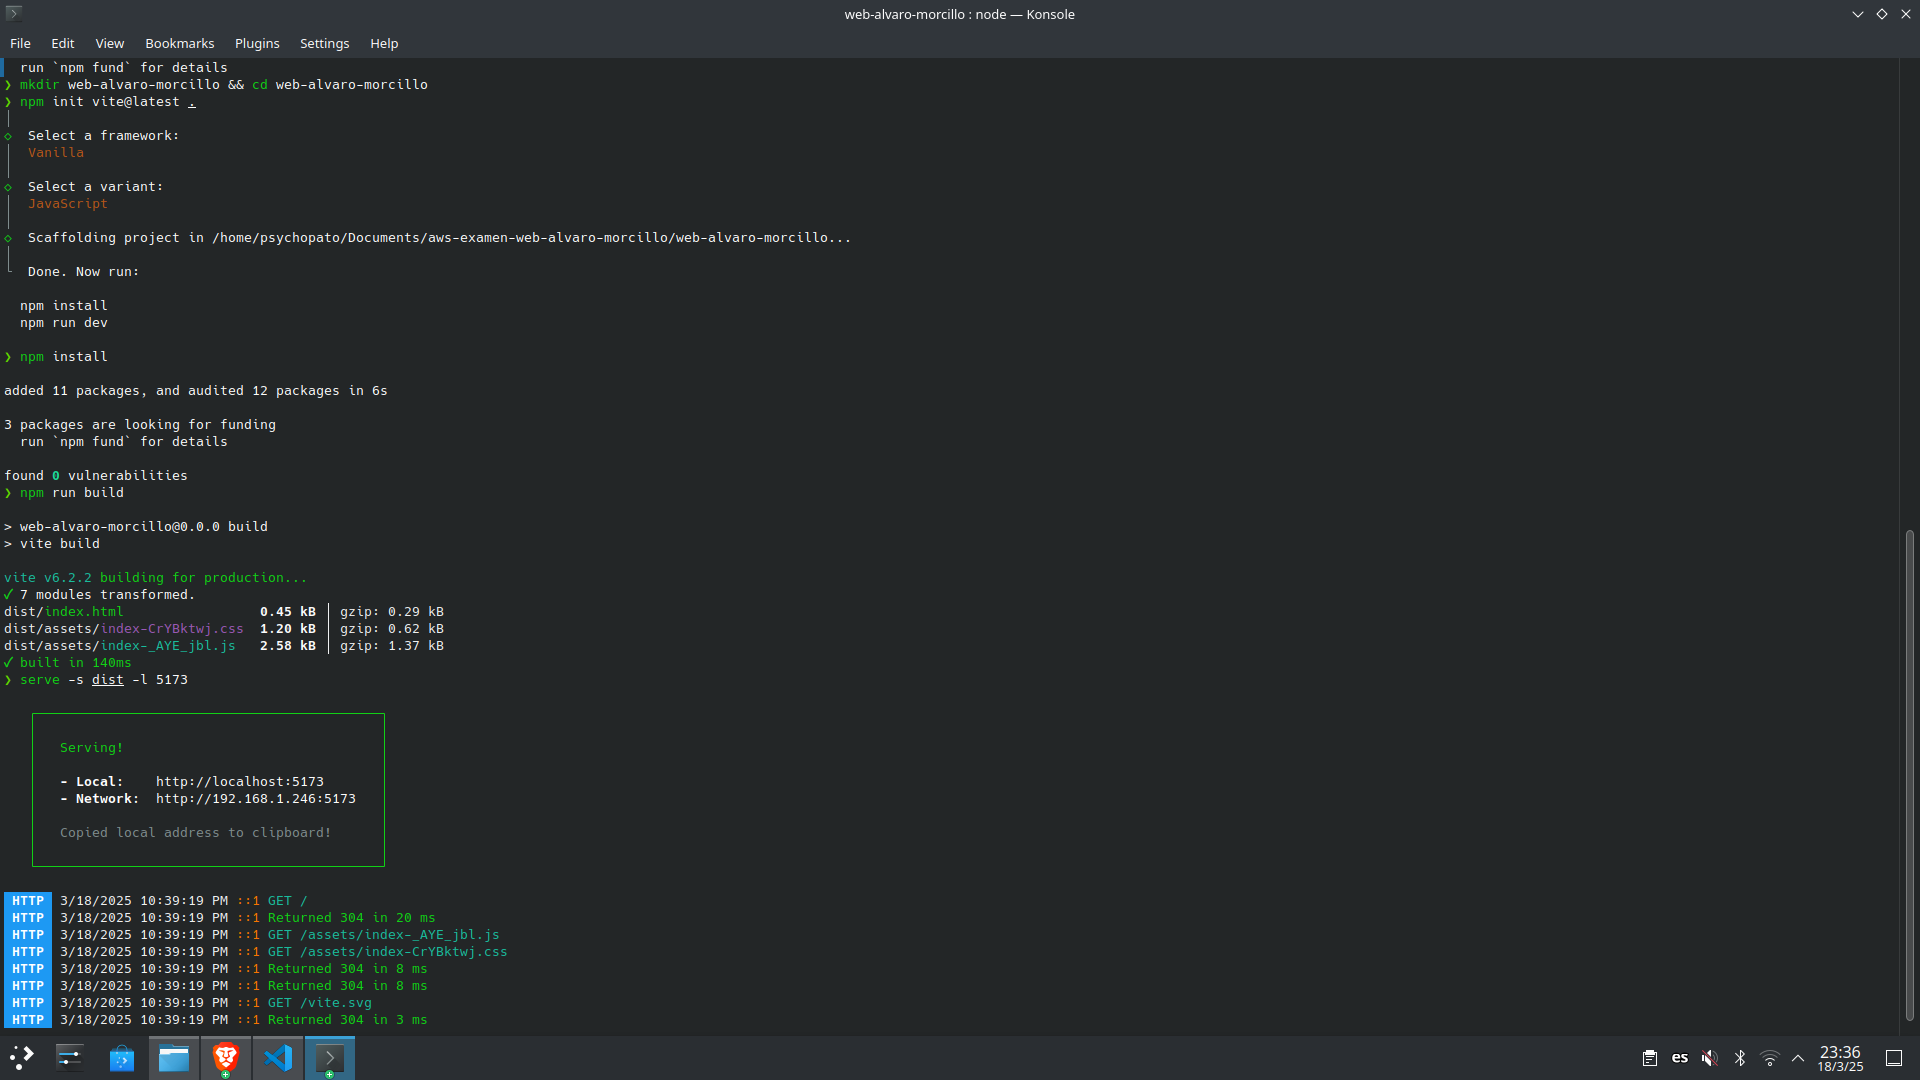 web-alvaro-morcillo : node — Konsole
File Edit View Bookmarks Plugins Settings Help
run `npm fund` for details
❯ mkdir web-alvaro-morcillo && cd web-alvaro-morcillo
❯ npm init vite@latest .
◇ Select a framework:
Vanilla
◇ Select a variant:
JavaScript
◇ Scaffolding project in /home/psychopato/Documents/aws-examen-web-alvaro-morcillo/web-alvaro-morcillo...
Done. Now run:
npm install
npm run dev
❯ npm install
added 11 packages, and audited 12 packages in 6s
3 packages are looking for funding
run `npm fund` for details
found 0 vulnerabilities
❯ npm run build
> web-alvaro-morcillo@0.0.0 build
> vite build
vite v6.2.2 building for production...
✓ 7 modules transformed.
dist/index.html 0.45 kB │ gzip: 0.29 kB
dist/assets/index-CrYBktwj.css 1.20 kB │ gzip: 0.62 kB
dist/assets/index-_AYE_jbl.js 2.58 kB │ gzip: 1.37 kB
✓ built in 140ms
❯ serve -s dist -l 5173
Serving!
- Local: http://localhost:5173
- Network: http://192.168.1.246:5173
Copied local address to clipboard!
HTTP 3/18/2025 10:39:19 PM ::1 GET /
HTTP 3/18/2025 10:39:19 PM ::1 Returned 304 in 20 ms
HTTP 3/18/2025 10:39:19 PM ::1 GET /assets/index-_AYE_jbl.js
HTTP 3/18/2025 10:39:19 PM ::1 GET /assets/index-CrYBktwj.css
HTTP 3/18/2025 10:39:19 PM ::1 Returned 304 in 8 ms
HTTP 3/18/2025 10:39:19 PM ::1 Returned 304 in 8 ms
HTTP 3/18/2025 10:39:19 PM ::1 GET /vite.svg
HTTP 3/18/2025 10:39:19 PM ::1 Returned 304 in 3 ms
es
23:36
18/3/25